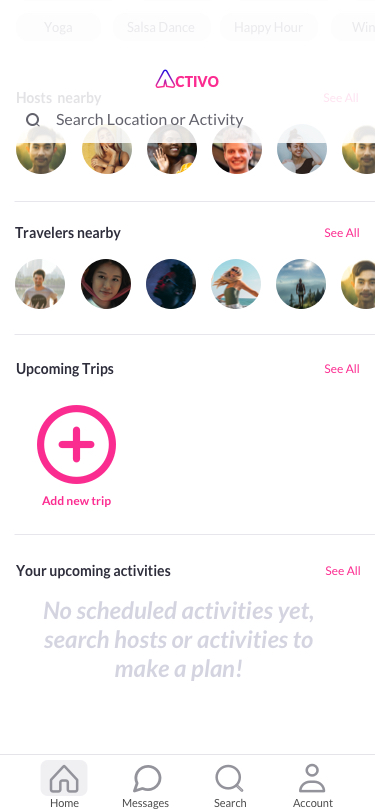 Yoga Salsa Dance Happy Hour Win
ACTIVO
Hosts nearby See All
Search Location or Activity
Travelers nearby See All
Upcoming Trips See All
Add new trip
Your upcoming activities See All
No scheduled activities yet,
search hosts or activities to
make a plan!
Home Messages Search Account